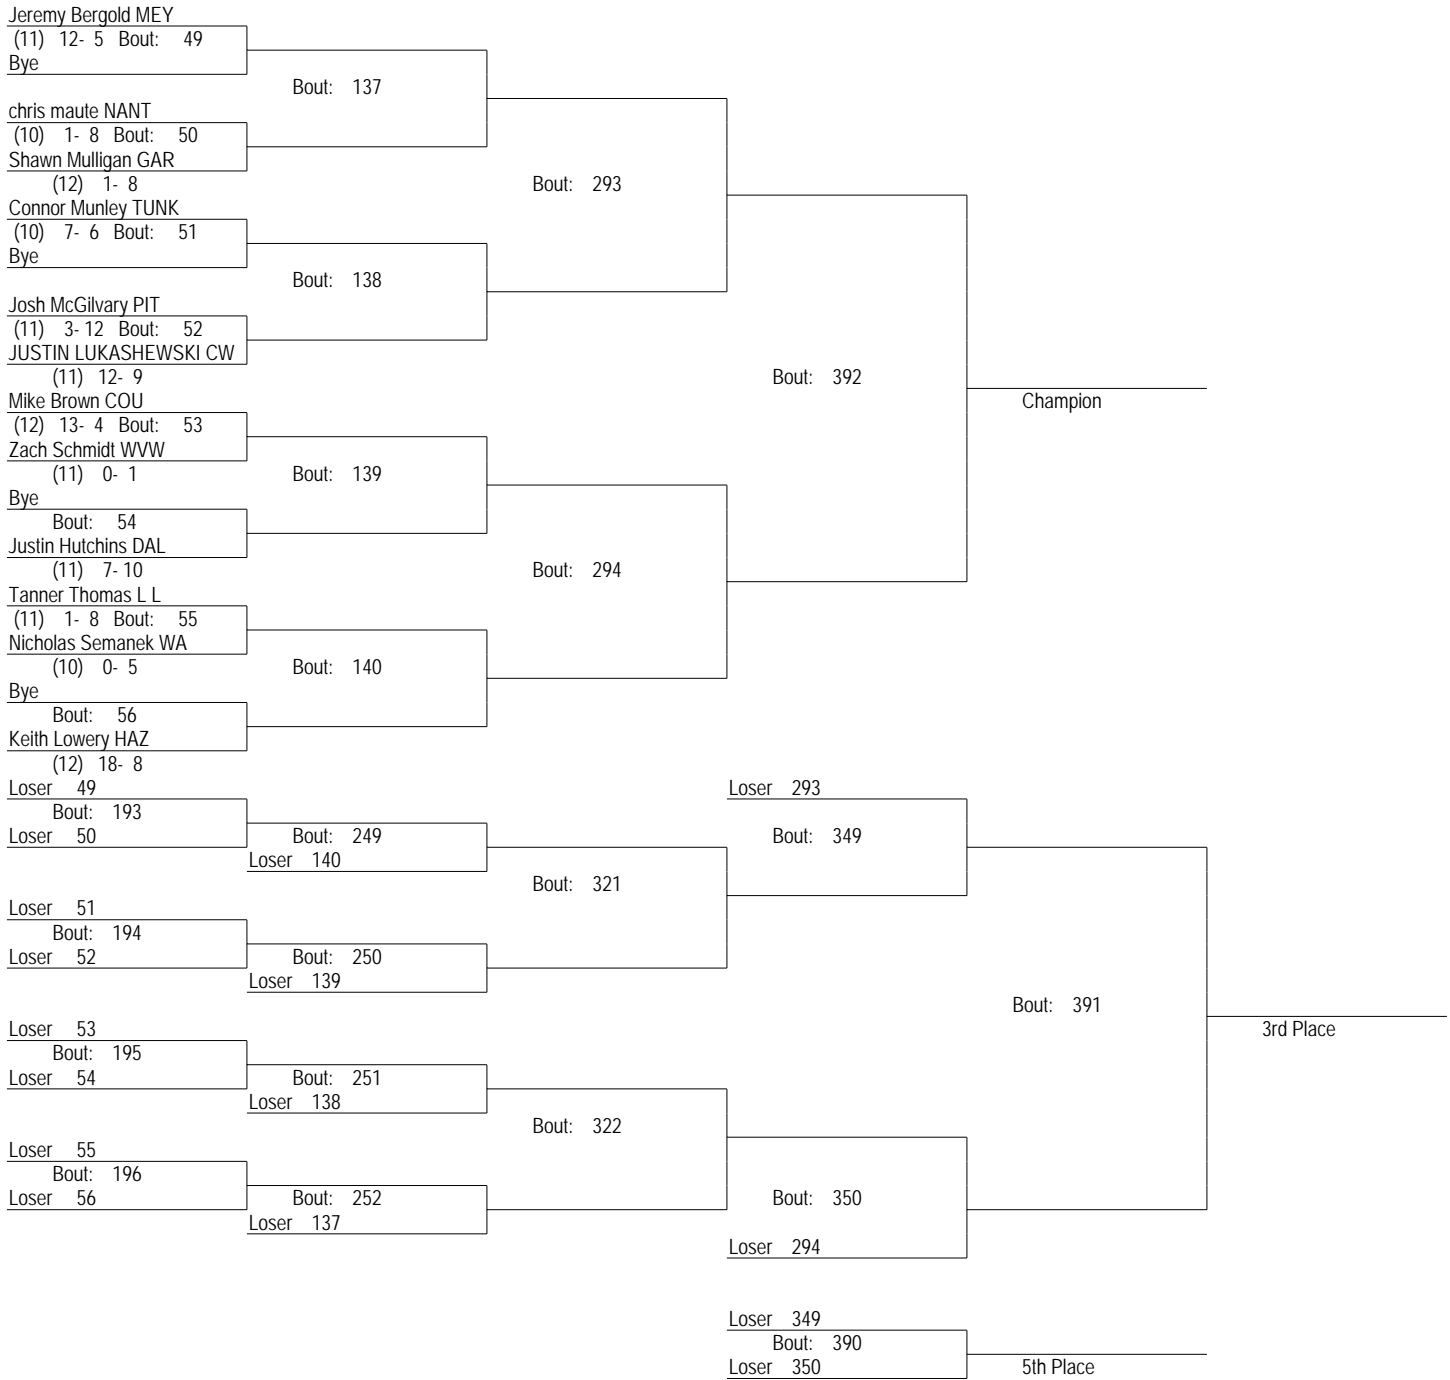 Jeremy Bergold MEY
(11) 12- 5 Bout: 49
Bye
Bout: 137
chris maute NANT
(10) 1- 8 Bout: 50
Shawn Mulligan GAR
(12) 1- 8
Bout: 293
Connor Munley TUNK
(10) 7- 6 Bout: 51
Bye
Bout: 138
Josh McGilvary PIT
(11) 3- 12 Bout: 52
JUSTIN LUKASHEWSKI CW
(11) 12- 9
Bout: 392
Mike Brown COU
Champion
(12) 13- 4 Bout: 53
Zach Schmidt WVW
(11) 0- 1
Bout: 139
Bye
Bout: 54
Justin Hutchins DAL
(11) 7- 10
Bout: 294
Tanner Thomas L L
(11) 1- 8 Bout: 55
Nicholas Semanek WA
(10) 0- 5
Bout: 140
Bye
Bout: 56
Keith Lowery HAZ
(12) 18- 8
Loser 49
Loser 293
Bout: 193
Loser 50
Bout: 249
Bout: 349
Loser 140
Bout: 321
Loser 51
Bout: 194
Loser 52
Bout: 250
Loser 139
Bout: 391
Loser 53
3rd Place
Bout: 195
Loser 54
Bout: 251
Loser 138
Bout: 322
Loser 55
Bout: 196
Loser 56
Bout: 252
Bout: 350
Loser 137
Loser 294
Loser 349
Bout: 390
Loser 350
5th Place